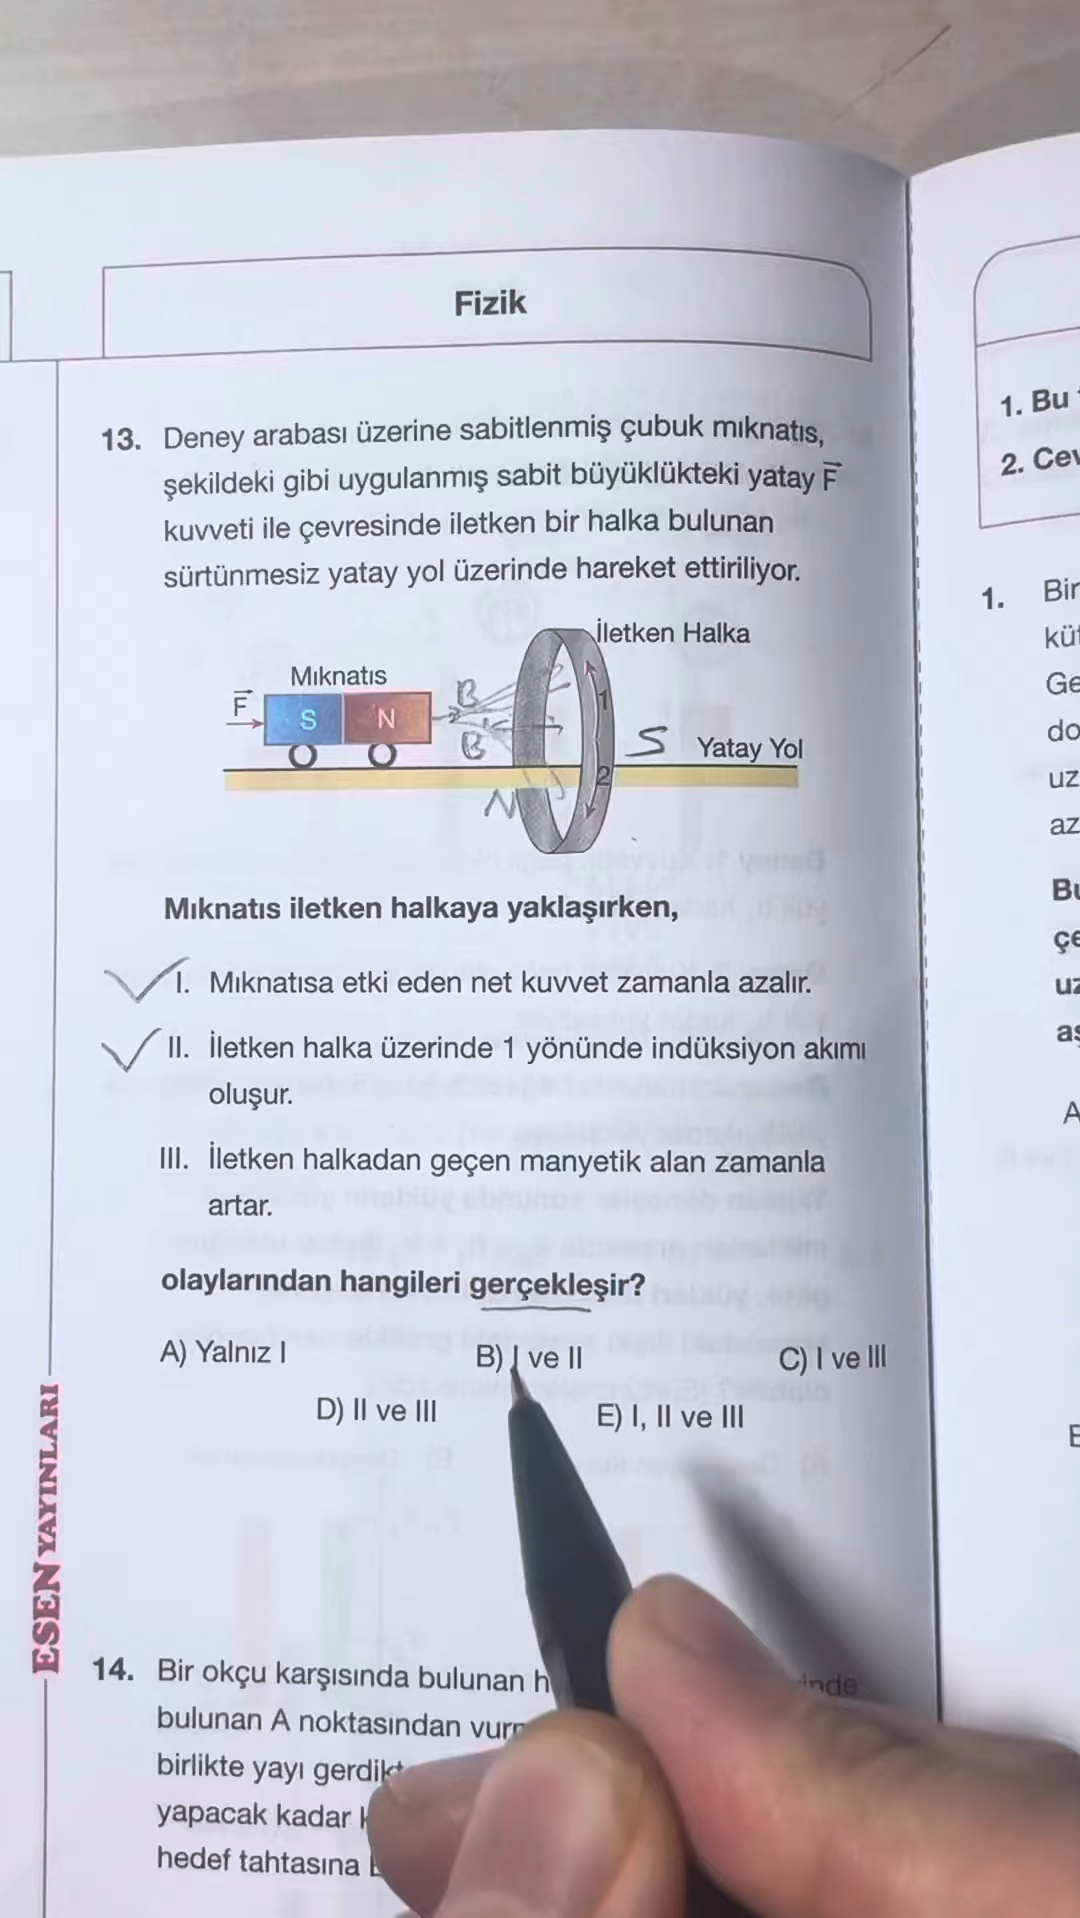 Fizik
13. Deney arabası üzerine sabitlenmiş çubuk mıknatıs,
şekildeki gibi uygulanmış sabit büyüklükteki yatay F
kuvveti ile çevresinde iletken bir halka bulunan
sürtünmesiz yatay yol üzerinde hareket ettiriliyor.
İletken Halka
Mıknatıs
F
S N
B
B
1
2
N
S
Yatay Yol
Mıknatıs iletken halkaya yaklaşırken,
I. Mıknatısa etki eden net kuvvet zamanla azalır.
II. İletken halka üzerinde 1 yönünde indüksiyon akımı
oluşur.
III. İletken halkadan geçen manyetik alan zamanla
artar.
olaylarından hangileri gerçekleşir?
A) Yalnız I
B) I ve II
C) I ve III
D) II ve III
E) I, II ve III
ESEN YAYINLARI
14. Bir okçu karşısında bulunan
bulunan A noktasından
birlikte yayı
yapacak kadar
hedef tahtasına
1. Bu
2.
1. Bir